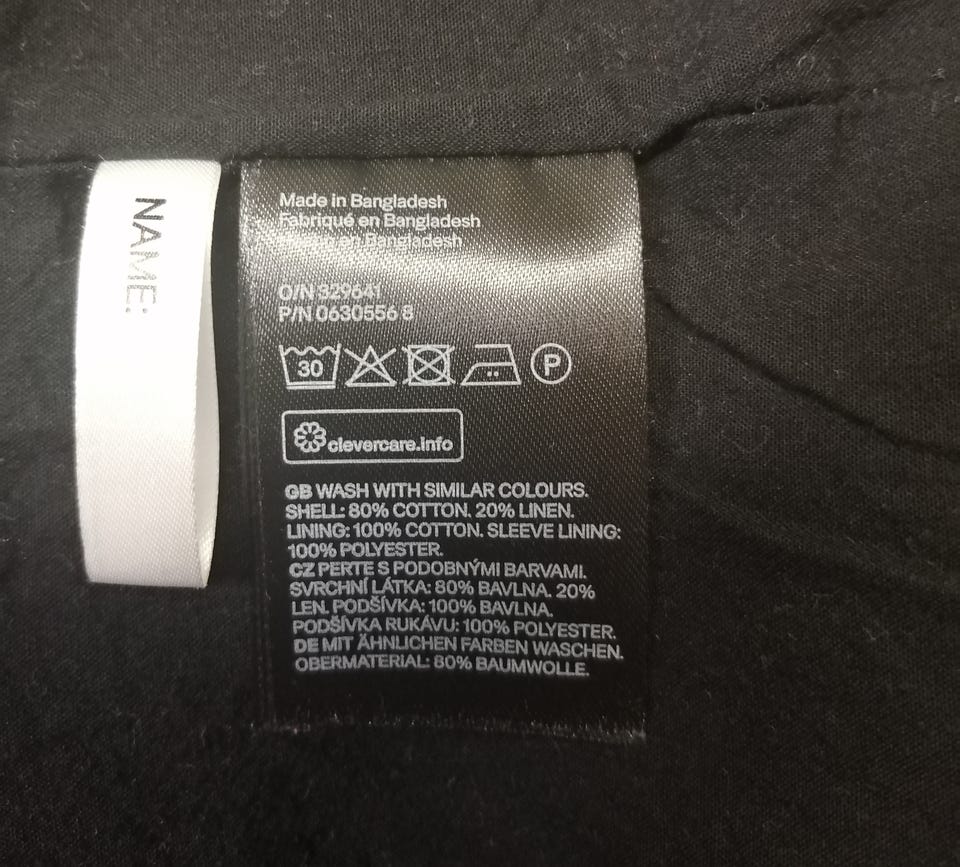 NAME:
Made in Bangladesh
Fabriqué en Bangladesh
en Bangladesh
O/N 329641
P/N 0630556 8
30 P
clevercare.info
GB WASH WITH SIMILAR COLOURS.
SHELL: 80% COTTON. 20% LINEN.
LINING: 100% COTTON. SLEEVE LINING:
100% POLYESTER.
CZ PERTE S PODOBNÝMI BARVAMI.
SVRCHNÍ LÁTKA: 80% BAVLNA. 20%
LEN. PODŠÍVKA: 100% BAVLNA.
PODŠÍVKA RUKÁVU: 100% POLYESTER.
DE MIT ÄHNLICHEN FARBEN WASCHEN.
OBERMATERIAL: 80% BAUMWOLLE.